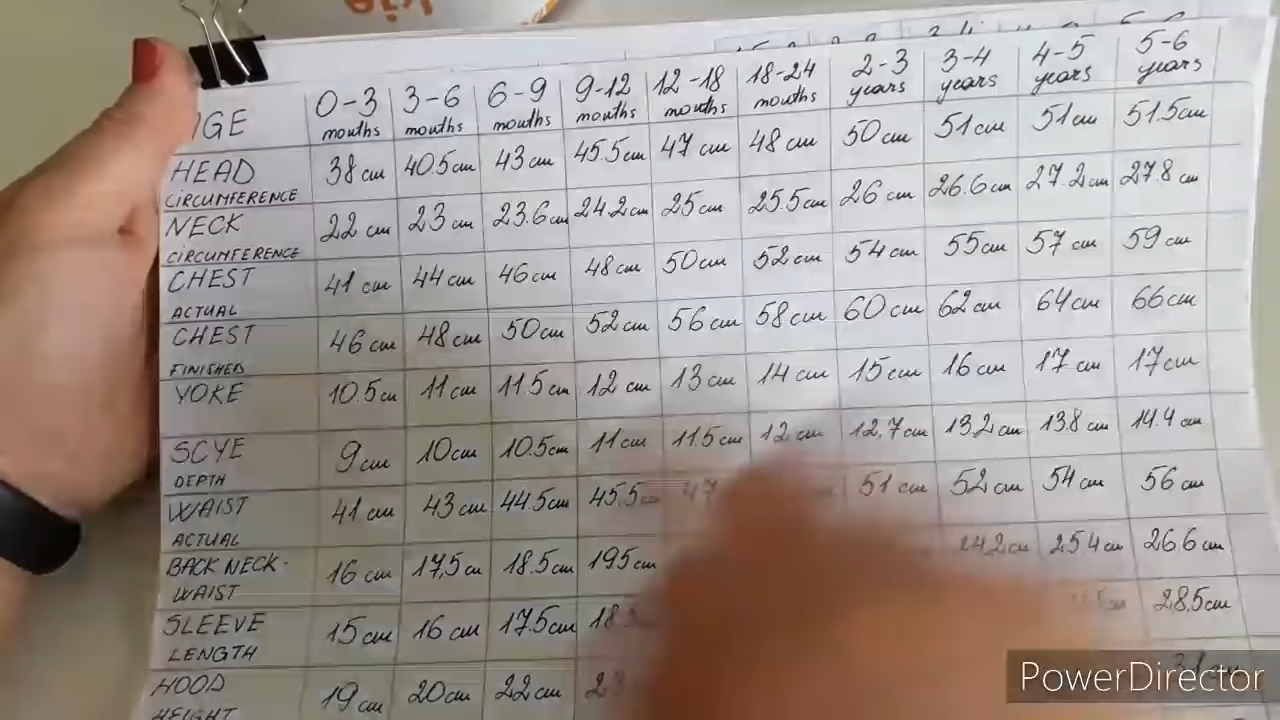 kie
0-3 3-6 6-9 9-12 12-18 18-24 2-3 3-4 4-5 5-6
months months months months months months years years years years
HEAD 38 cm 40.5 cm 43 cm 45.5 cm 47 cm 48 cm 50 cm 51 cm 51 cm 51.5 cm
CIRCUMFERENCE
NECK 22 cm 23 cm 23.6 cm 24.2 cm 25 cm 25.5 cm 26 cm 26.6 cm 27.2 cm 27.8 cm
CIRCUMFERENCE
CHEST 41 cm 44 cm 46 cm 48 cm 50 cm 52 cm 54 cm 55 cm 57 cm 59 cm
ACTUAL
CHEST 46 cm 48 cm 50 cm 52 cm 56 cm 58 cm 60 cm 62 cm 64 cm 66 cm
FINISHED
YOKE 10.5 cm 11 cm 11.5 cm 12 cm 13 cm 14 cm 15 cm 16 cm 17 cm 17 cm
SCYE 9 cm 10 cm 10.5 cm 11 cm 11.5 cm 12 cm 12,7 cm 13,2 cm 13.8 cm 14.4 cm
DEPTH
WAIST 41 cm 43 cm 44.5 cm 45,5 cm 51 cm 52 cm 54 cm 56 cm
ACTUAL
BACK NECK- 16 cm 17,5 cm 18.5 cm 19.5 cm 24.2 cm 25.4 cm 26.6 cm
WAIST
SLEEVE 15 cm 16 cm 17.5 cm 28.5 cm
LENGTH
HOOD 19 cm 20 cm 22 cm
HEIGHT
PowerDirector